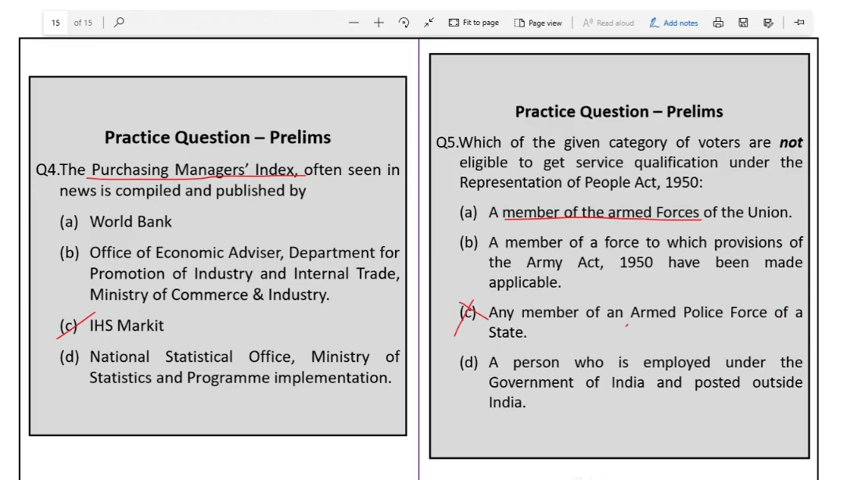 15 of 15 Fit to page Page view Read aloud Add notes
Practice Question – Prelims
Q4.The Purchasing Managers' Index, often seen in
news is compiled and published by
(a) World Bank
(b) Office of Economic Adviser, Department for
Promotion of Industry and Internal Trade,
Ministry of Commerce & Industry.
(c) IHS Markit
(d) National Statistical Office, Ministry of
Statistics and Programme implementation.
Practice Question – Prelims
Q5.Which of the given category of voters are not
eligible to get service qualification under the
Representation of People Act, 1950:
(a) A member of the armed Forces of the Union.
(b) A member of a force to which provisions of
the Army Act, 1950 have been made
applicable.
(c) Any member of an Armed Police Force of a
State.
(d) A person who is employed under the
Government of India and posted outside
India.